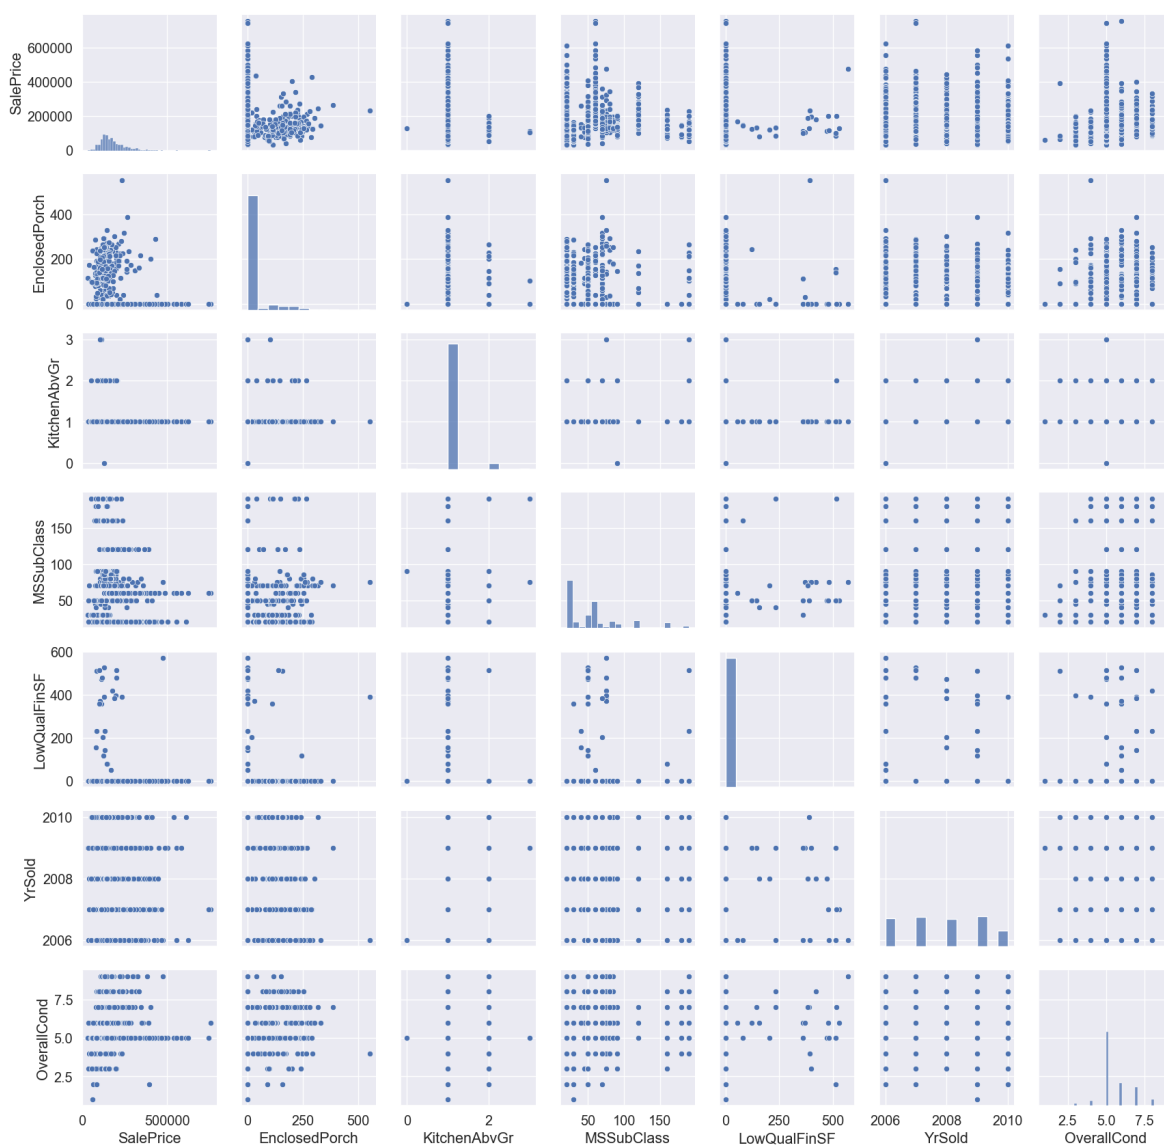 600000
400000
200000
0
SalePrice
400
200
0
EnclosedPorch
3
2
1
0
KitchenAbvGr
150
100
50
MSSubClass
600
400
200
0
LowQualFinSF
2010
2008
2006
YrSold
7.5
5.0
2.5
OverallCond
0 500000 0 250 500 0 2 50 100 150 0 200 400 2006 2008 2010 2.5 5.0 7.5
SalePrice EnclosedPorch KitchenAbvGr MSSubClass LowQualFinSF YrSold OverallCond